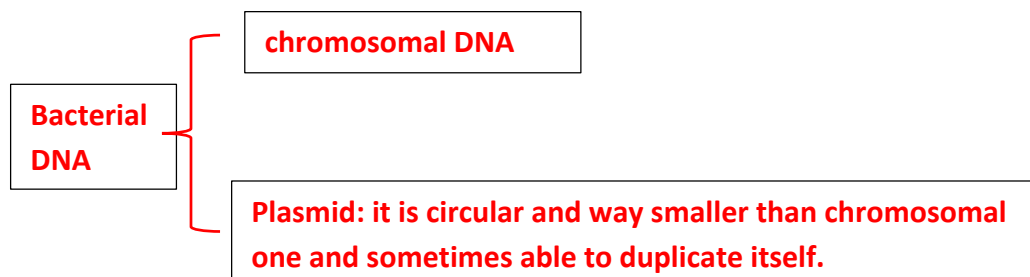 chromosomal DNA
Bacterial
DNA
Plasmid: it is circular and way smaller than chromosomal
one and sometimes able to duplicate itself.